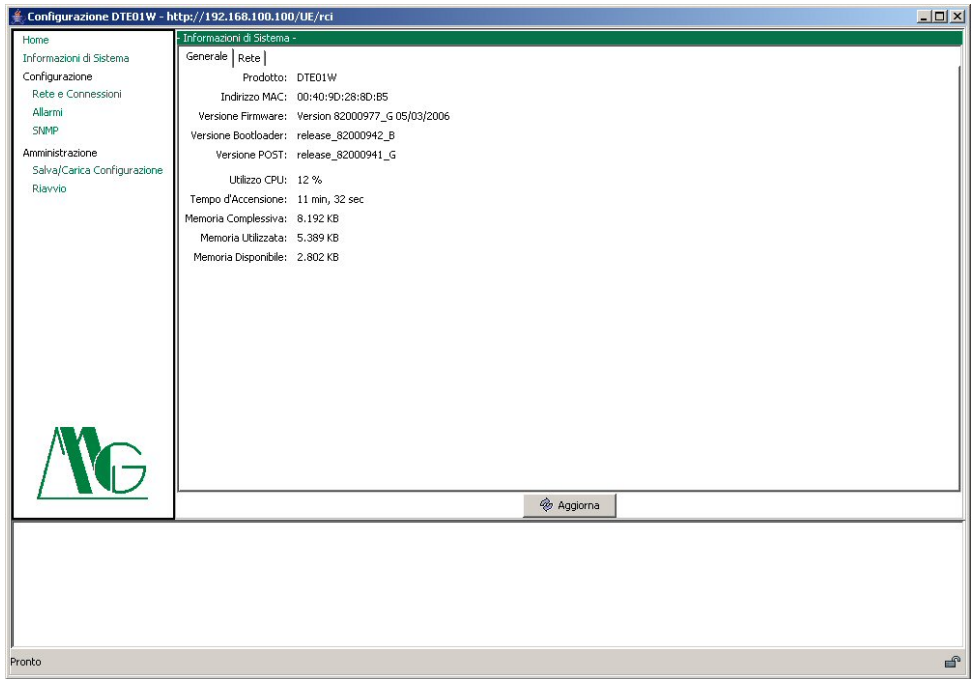 Configurazione DTE01W - http://192.168.100.100/UE/rci
Home
Informazioni di Sistema
Configurazione
Rete e Connessioni
Allarmi
SNMP
Amministrazione
Salva/Carica Configurazione
Riavvio
MG
- Informazioni di Sistema -
Generale Rete
Prodotto: DTE01W
Indirizzo MAC: 00:40:9D:28:8D:B5
Versione Firmware: Version 82000977_G 05/03/2006
Versione Bootloader: release_82000942_B
Versione POST: release_82000941_G
Utilizzo CPU: 12 %
Tempo d'Accensione: 11 min, 32 sec
Memoria Complessiva: 8.192 KB
Memoria Utilizzata: 5.389 KB
Memoria Disponibile: 2.802 KB
Aggiorna
Pronto